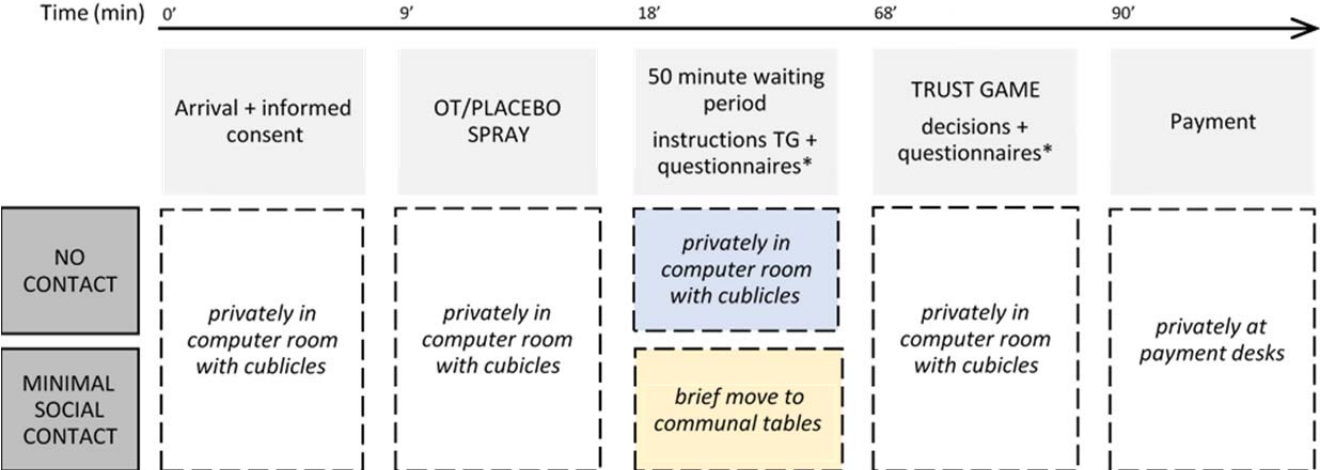 Time (min) 0’ 9’ 18’ 68’ 90’
Arrival + informed
consent
OT/PLACEBO
SPRAY
50 minute waiting
period
instructions TG +
questionnaires*
TRUST GAME
decisions +
questionnaires*
Payment
NO
CONTACT
MINIMAL
SOCIAL
CONTACT
privately in
computer room
with cublicles
privately in
computer room
with cubicles
privately in
computer room
with cublicles
brief move to
communal tables
privately in
computer room
with cubicles
privately at
payment desks